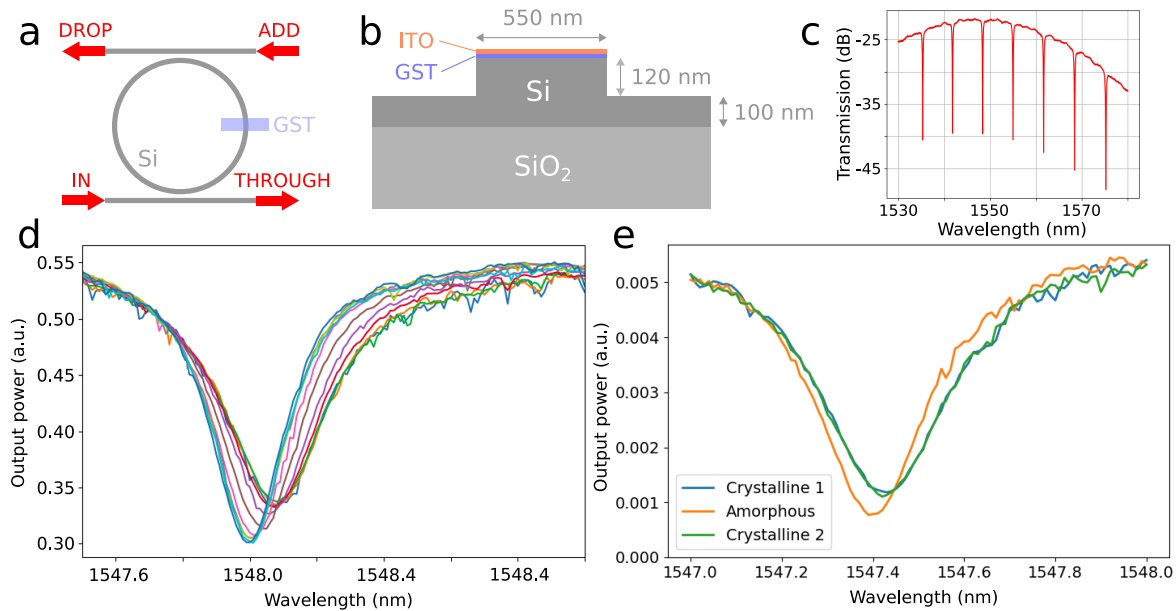 a
DROP
ADD
GST
Si
IN
THROUGH
b
550 nm
ITO
GST
Si
120 nm
100 nm
SiO₂
c
Transmission (dB)
-25
-35
-45
1530
1550
1570
Wavelength (nm)
d
Output power (a.u.)
0.55
0.50
0.45
0.40
0.35
0.30
1547.6
1548.0
1548.4
1548.4
Wavelength (nm)
e
Output power (a.u.)
0.005
0.004
0.003
0.002
0.001
0.000
Crystalline 1
Amorphous
Crystalline 2
1547.0
1547.2
1547.4
1547.6
1547.8
1548.0
Wavelength (nm)